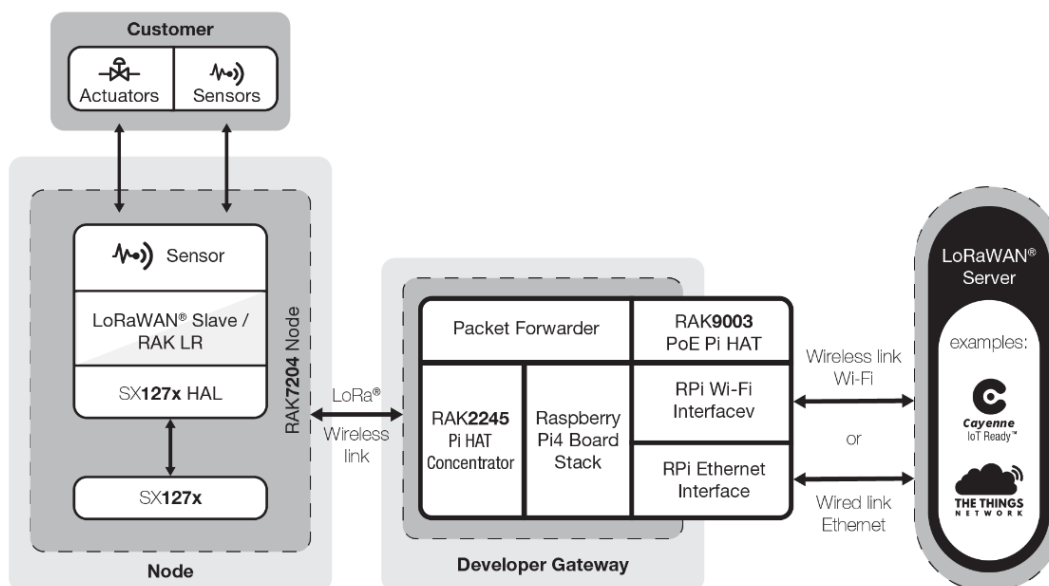 Customer
Actuators
Sensors
Sensor
LoRaWAN® Slave /
RAK LR
SX127x HAL
SX127x
RAK7204 Node
Node
LoRa®
Wireless
link
Packet Forwarder
RAK9003
PoE Pi HAT
RAK2245
Pi HAT
Concentrator
Raspberry
Pi4 Board
Stack
RPi Wi-Fi
Interfacev
RPi Ethernet
Interface
Developer Gateway
Wireless link
Wi-Fi
or
Wired link
Ethernet
LoRaWAN®
Server
examples:
Cayenne
IoT Ready™
THE THINGS
NETWORK